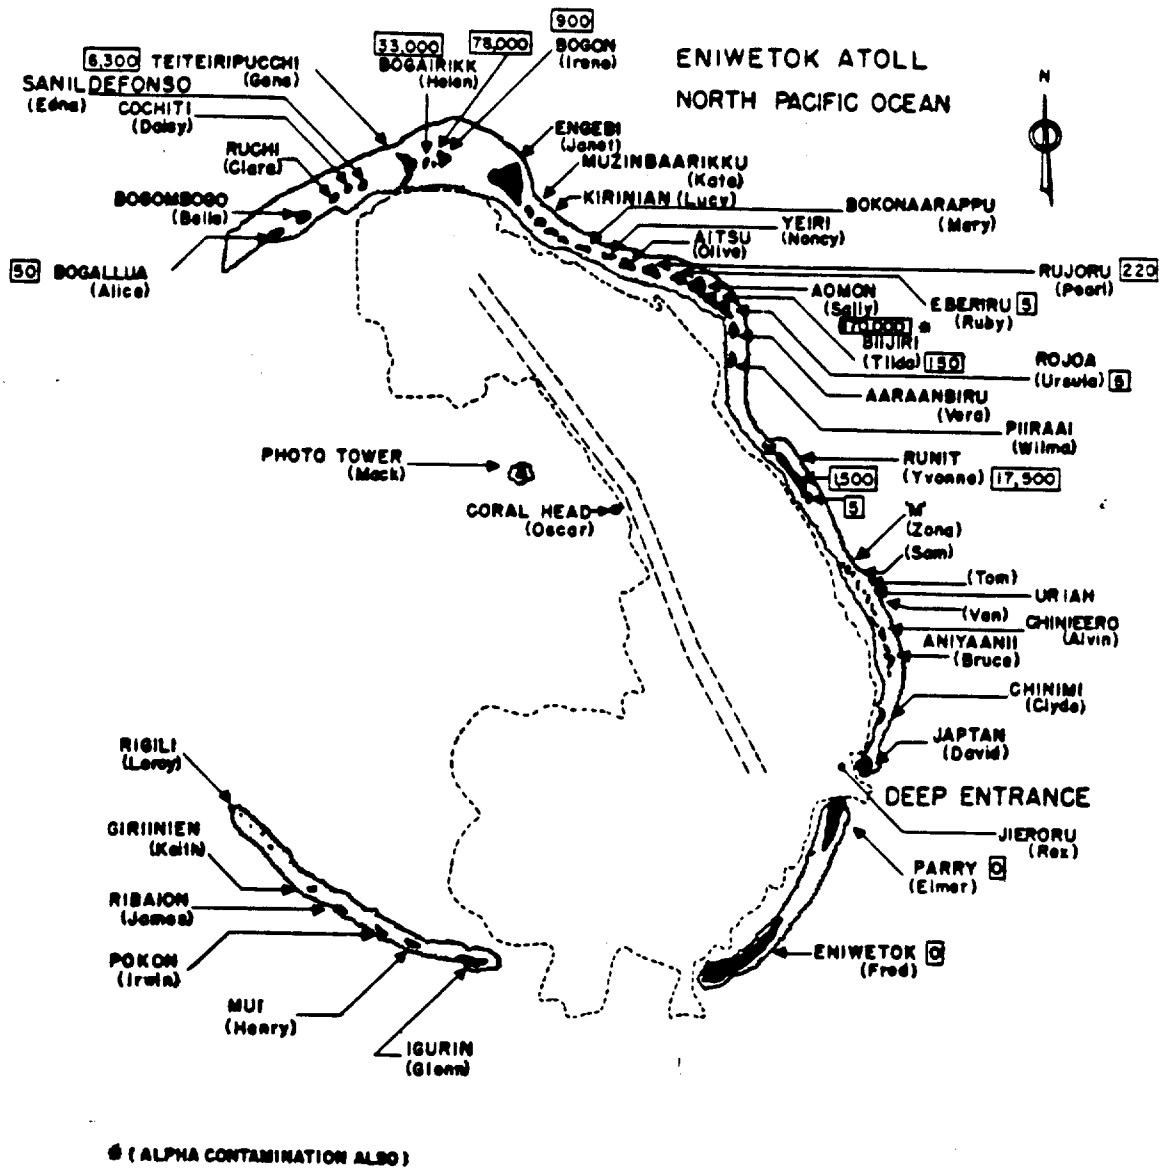 ENIWETOK ATOLL
NORTH PACIFIC OCEAN
N
900
BOGON
(Irene)
33,000
78,000
BOGAIRIKK
(Helen)
6,300 TEITEIRIPUCCHI
(Gene)
SANILDEFONSO
(Edna)
COCHITI
(Daisy)
RUCHI
(Clara)
BOGOMBOGO
(Belle)
50 BOGALLUA
(Alice)
ENGEBI
(Janet)
MUZINBAARIKKU
(Kate)
KIRINIAN (Lucy)
BOKONAARAPPU
(Mary)
YEIRI
(Nancy)
AITSU
(Olive)
RUJORU 220
(Pearl)
EBERIRU 5
(Ruby)
AOMON
(Sally)
*
BIIJIRI
(Tilda) 150
ROJOA
(Ursula) 5
AARAANBIRU
(Vera)
PIIRAAI
(Wilma)
RUNIT
(Yvonne) 17,500
1,500
5
PHOTO TOWER
(Mack)
CORAL HEAD
(Oscar)
"M"
(Zona)
(Sam)
(Tom)
URIAH
(Van)
CHINIEERO
(Alvin)
ANIYAANII
(Bruce)
CHINIMI
(Clyde)
JAPTAN
(David)
DEEP ENTRANCE
JIERORU
(Rex)
PARRY 0
(Elmer)
ENIWETOK 0
(Fred)
RIGILI
(Leroy)
GIRIINIEN
(Keith)
RIBAION
(James)
POKON
(Irwin)
MUI
(Henry)
IGURIN
(Glenn)
* (ALPHA CONTAMINATION ALSO)